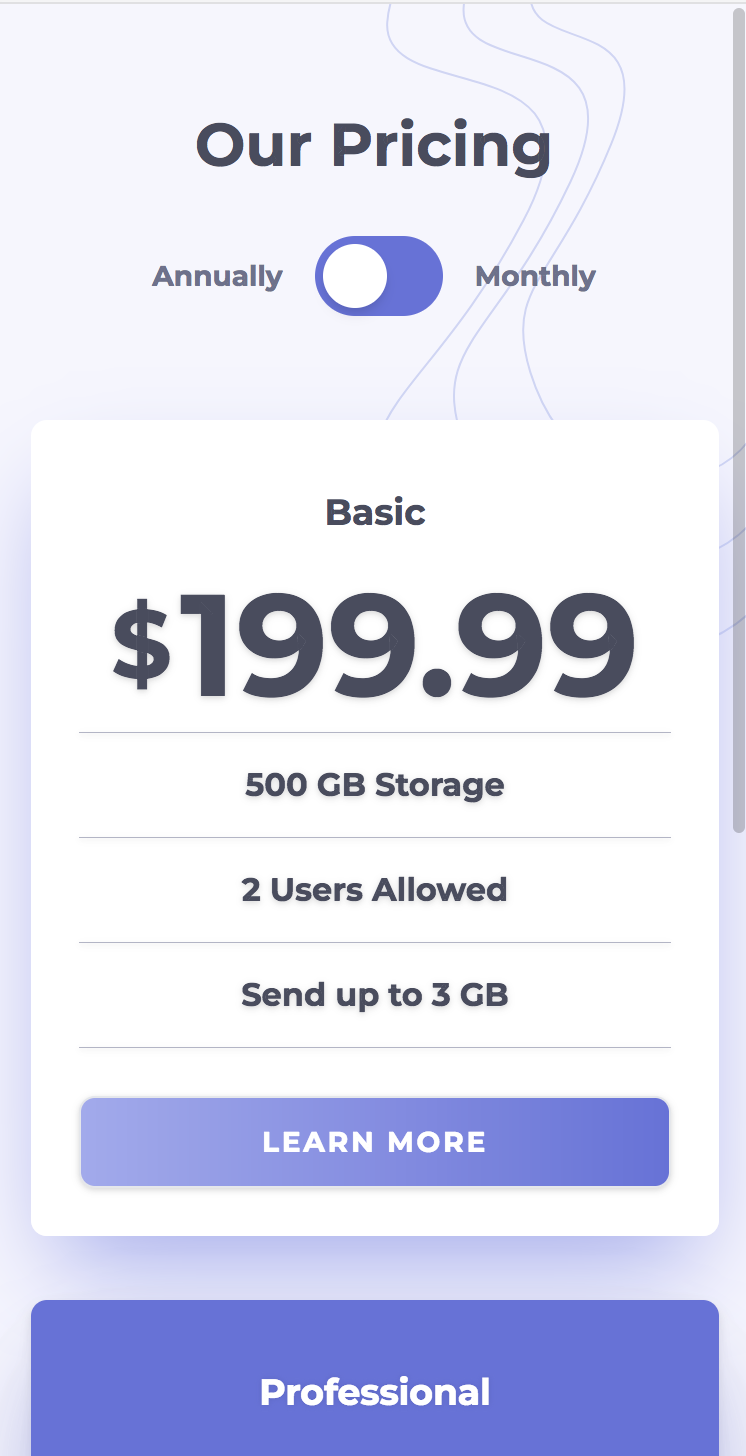 Our Pricing
Annually Monthly
Basic
$199.99
500 GB Storage
2 Users Allowed
Send up to 3 GB
LEARN MORE
Professional